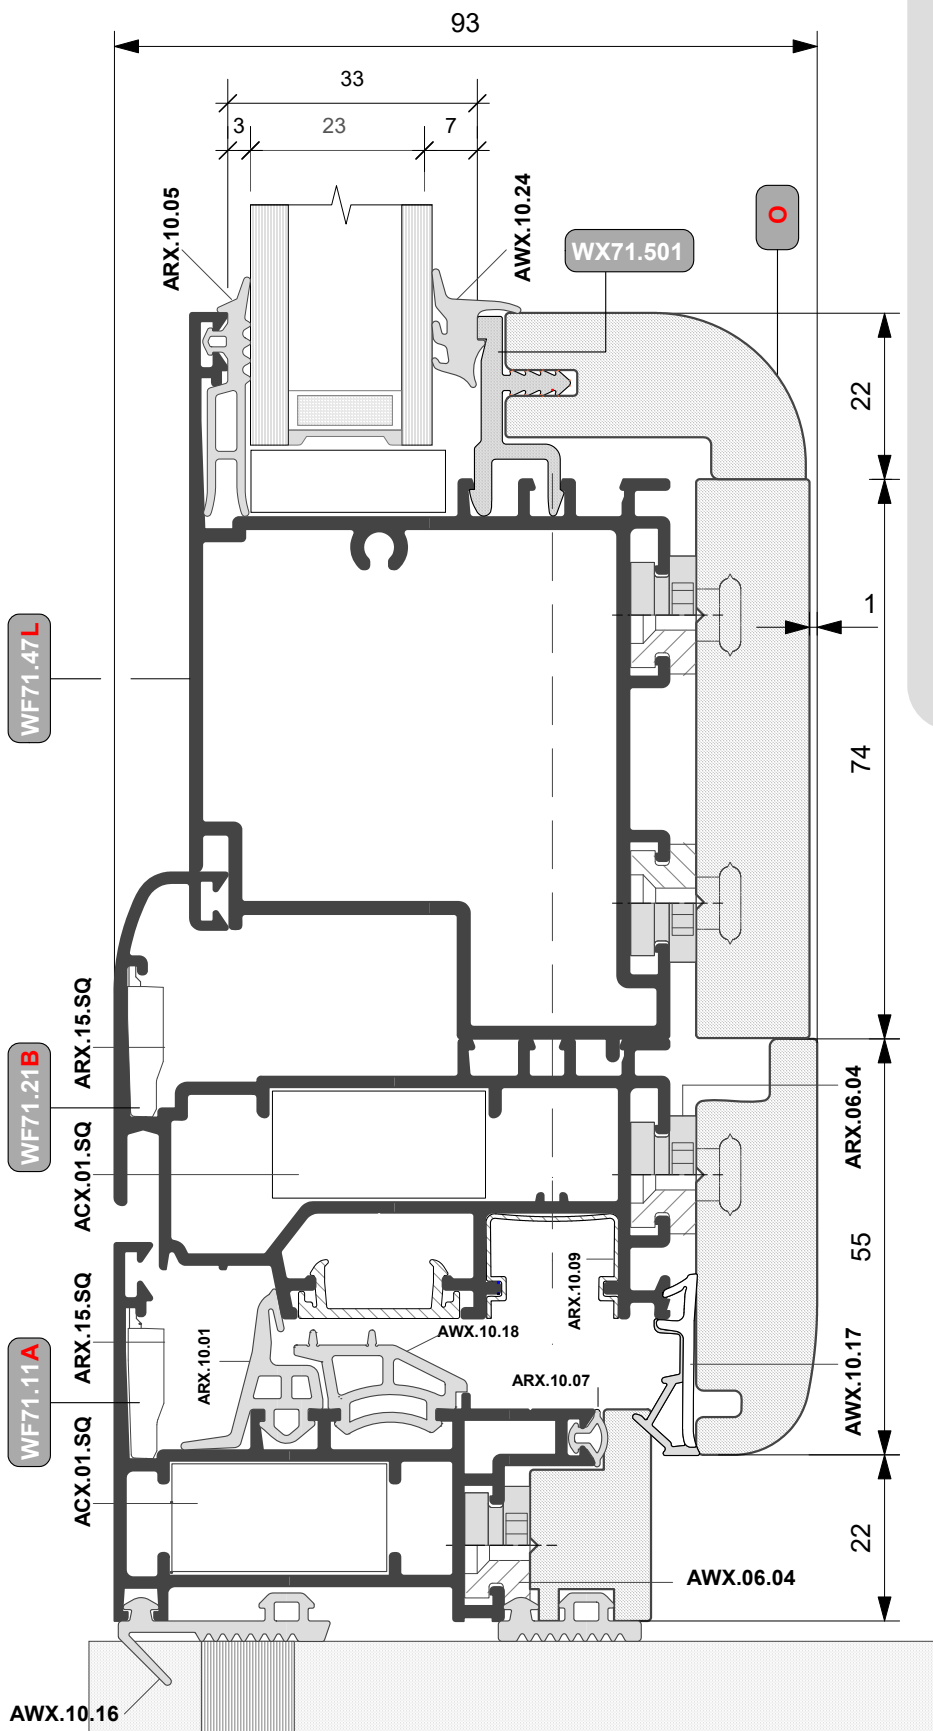 93
33
3
23
7
ARX.10.05
AWX.10.24
WX71.501
O
22
1
WF71.47L
74
ARX.15.SQ
WF71.21B
ACX.01.SQ
ARX.06.04
55
ARX.10.09
ARX.15.SQ
ARX.10.01
AWX.10.18
WF71.11A
ARX.10.07
AWX.10.17
ACX.01.SQ
22
AWX.06.04
AWX.10.16